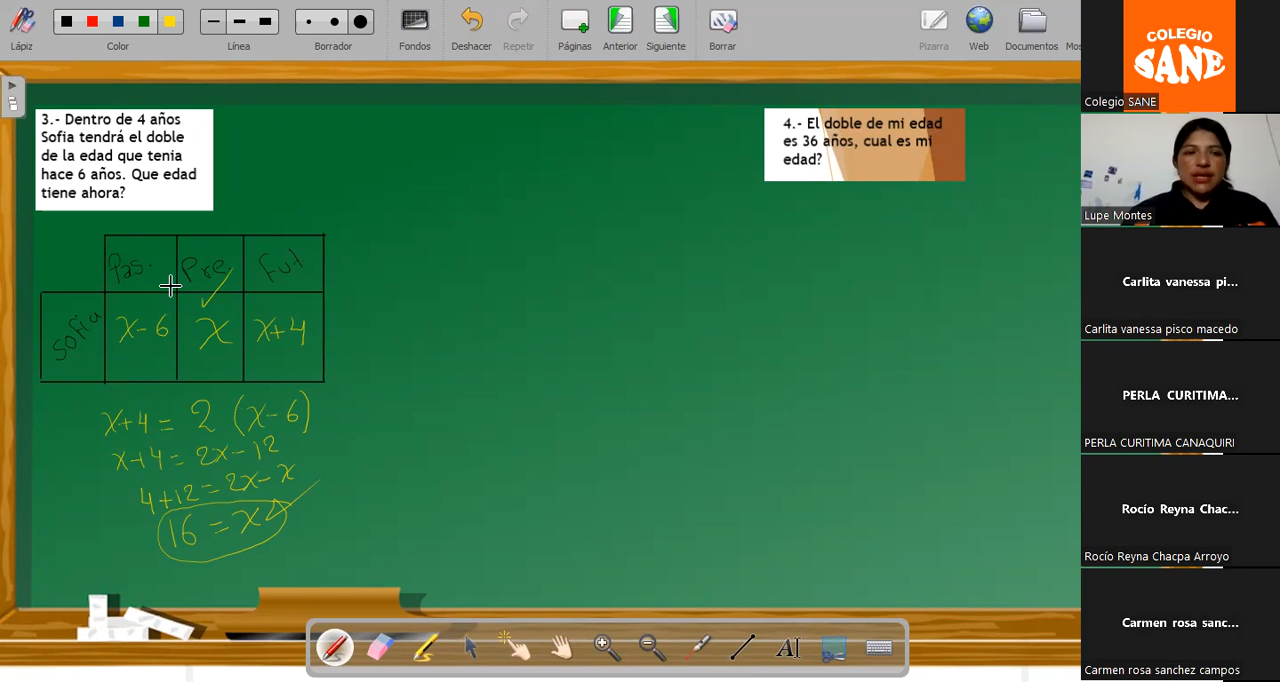 Lápiz
Color
Línea
Borrador
Fondos
Deshacer
Repetir
Páginas
Anterior
Siguiente
Borrar
Pizarra
Web
Documentos
Mos
3.- Dentro de 4 años
Sofia tendrá el doble
de la edad que tenia
hace 6 años. Que edad
tiene ahora?
4.- El doble de mi edad
es 36 años, cual es mi
edad?
Pas. Pre. Fut
Sofia x-6 x x+4
x+4 = 2 (x-6)
x+4 = 2x-12
4+12 = 2x-x
16 = x
COLEGIO
SANE
Colegio SANE
Lupe Montes
Carlita vanessa pi...
Carlita vanessa pisco macedo
PERLA CURITIMA...
PERLA CURITIMA CANAQUIRI
Rocío Reyna Chac...
Rocío Reyna Chacpa Arroyo
Carmen rosa sanc...
Carmen rosa sanchez campos